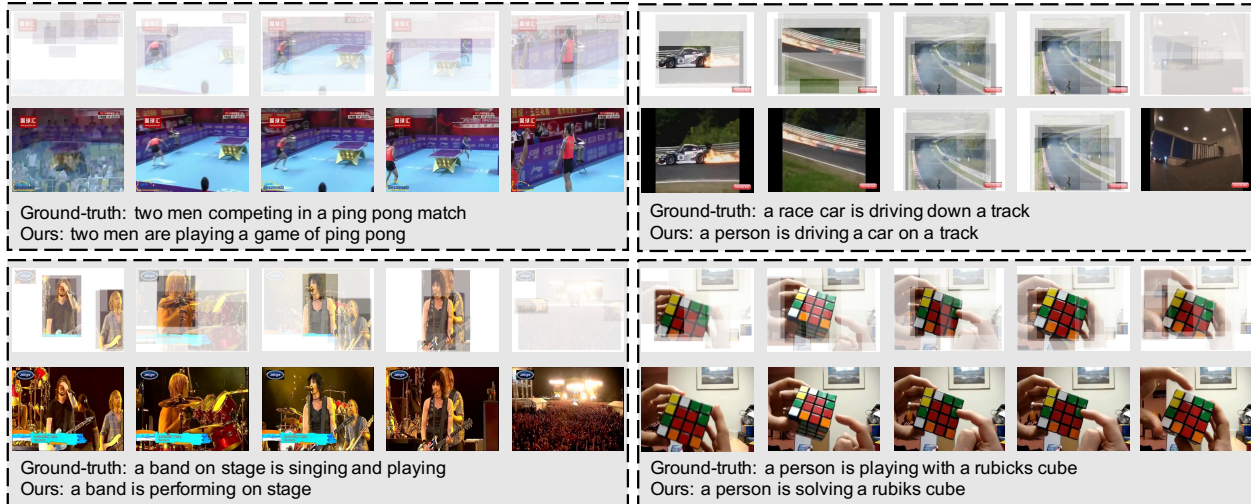 Ground-truth: two men competing in a ping pong match
Ours: two men are playing a game of ping pong
Ground-truth: a race car is driving down a track
Ours: a person is driving a car on a track
Ground-truth: a band on stage is singing and playing
Ours: a band is performing on stage
Ground-truth: a person is playing with a rubicks cube
Ours: a person is solving a rubiks cube